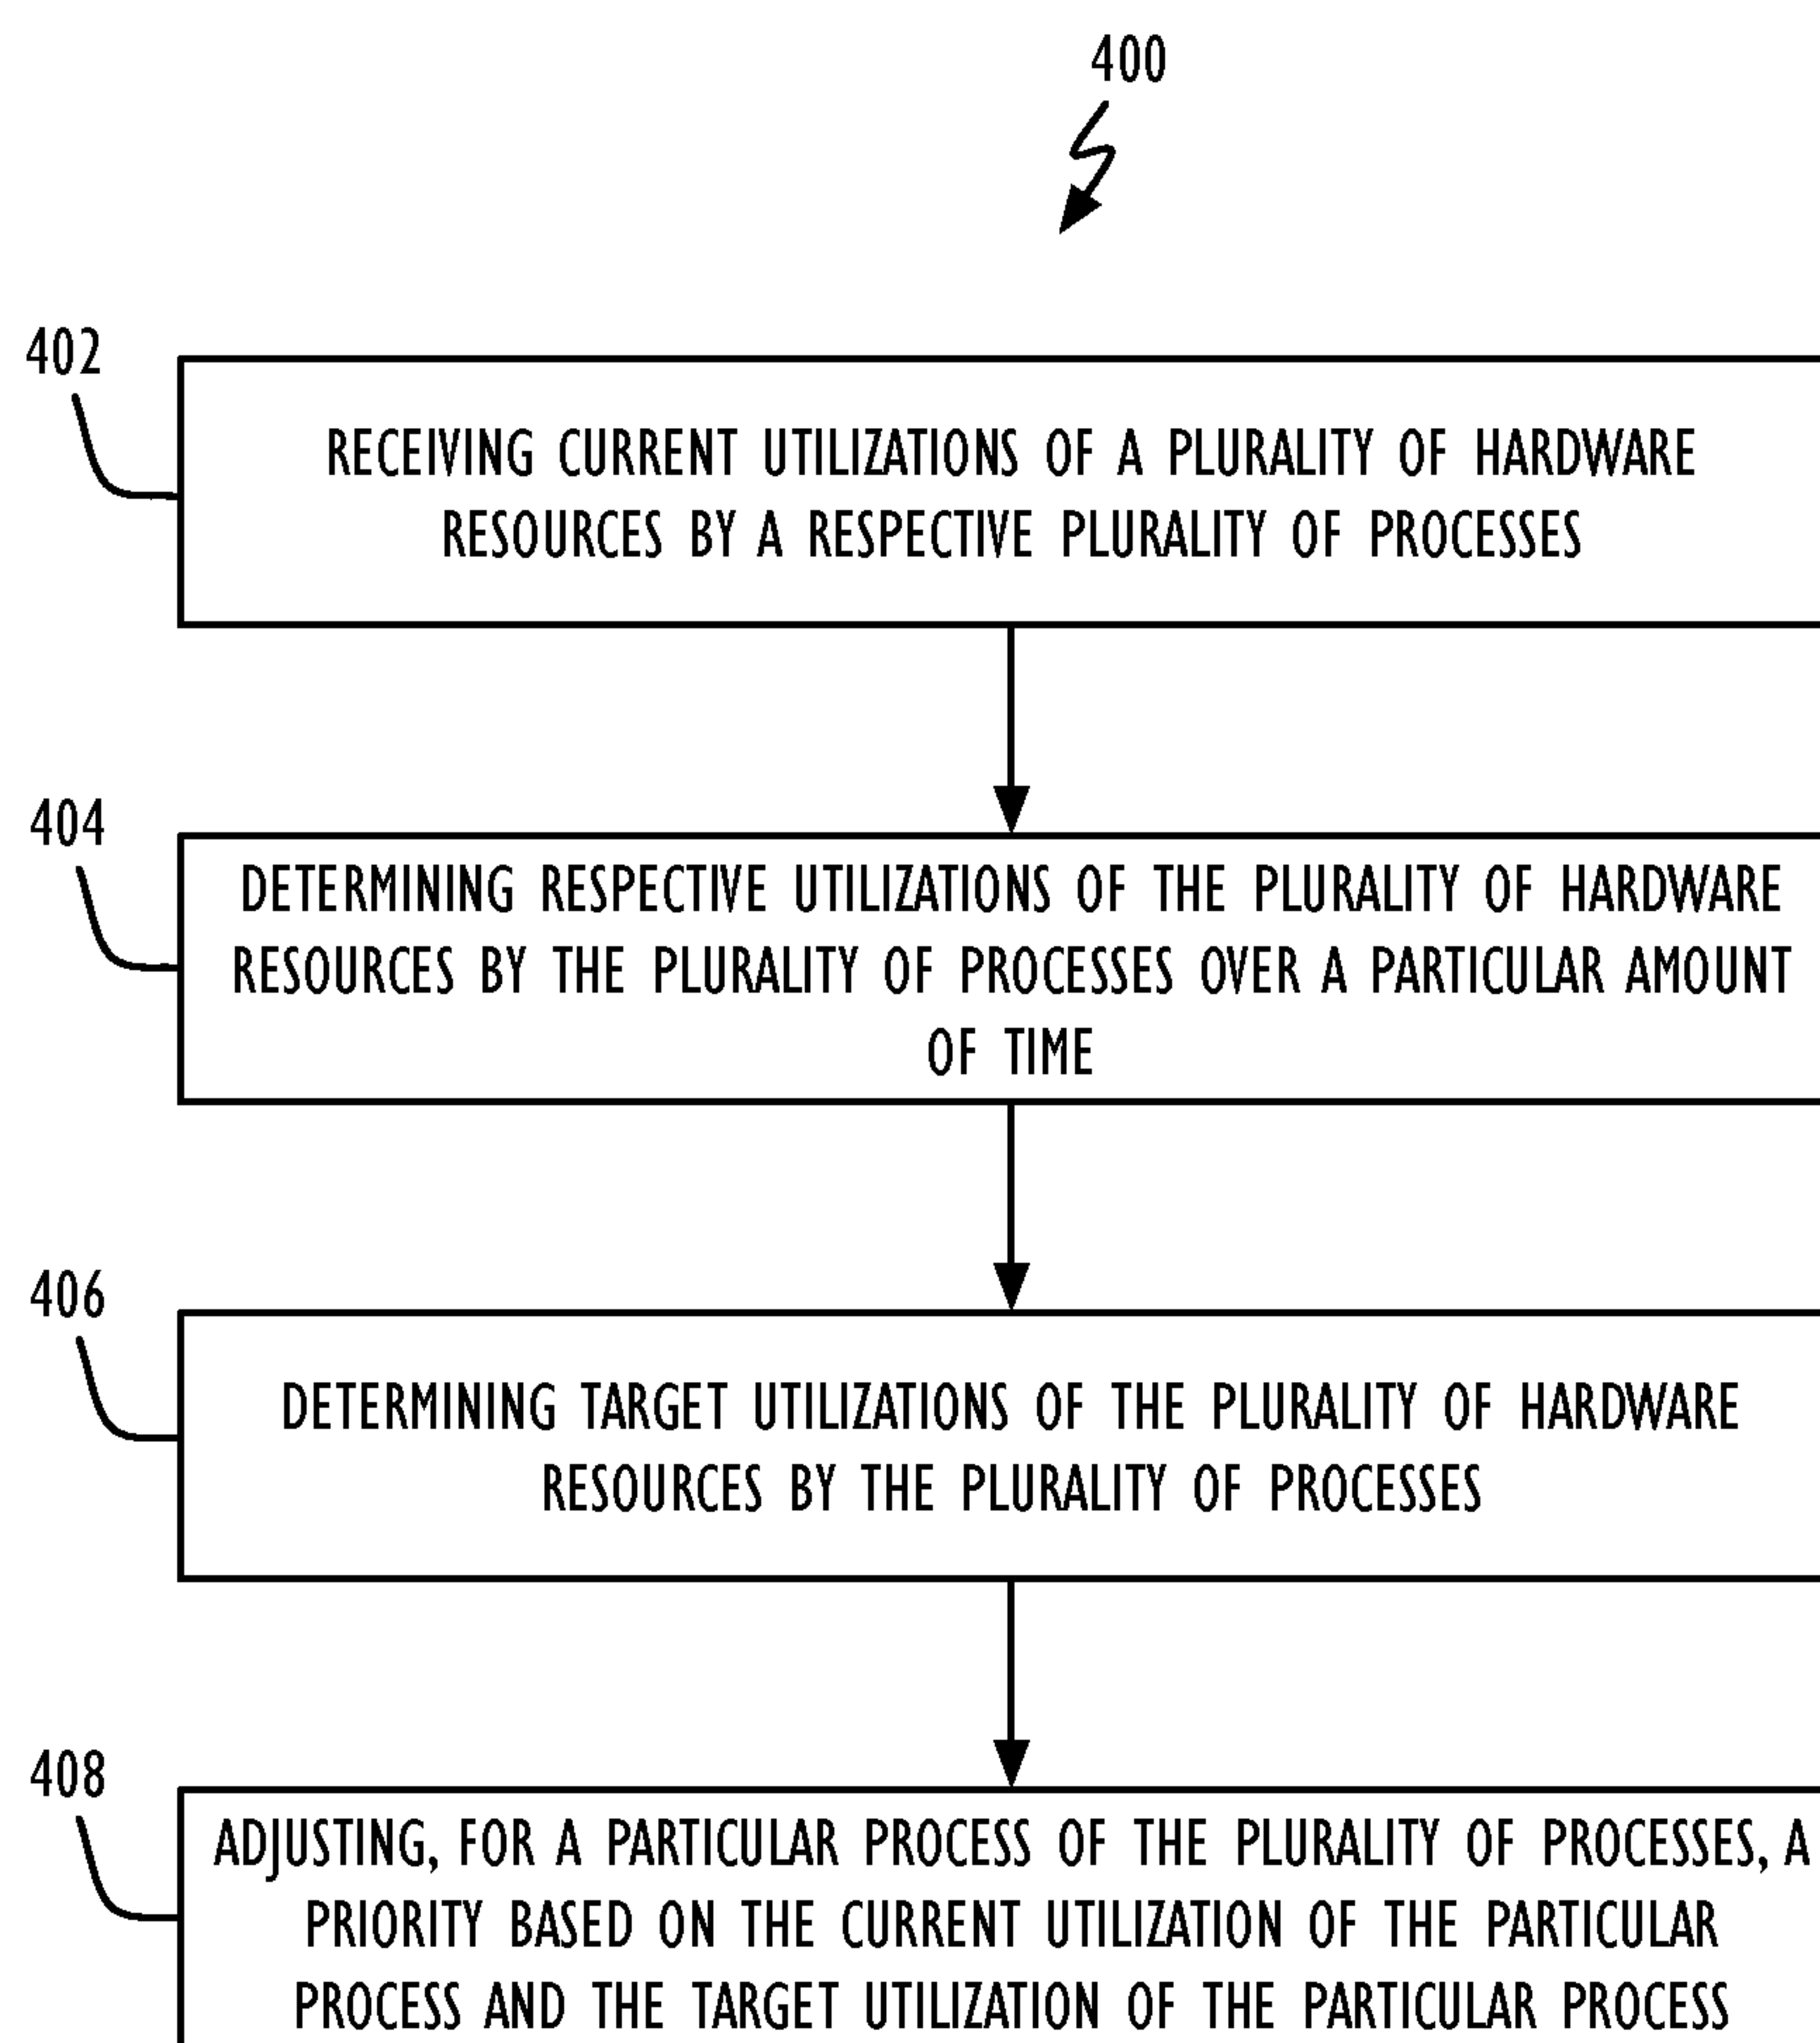 400
402
RECEIVING CURRENT UTILIZATIONS OF A PLURALITY OF HARDWARE
RESOURCES BY A RESPECTIVE PLURALITY OF PROCESSES
404
DETERMINING RESPECTIVE UTILIZATIONS OF THE PLURALITY OF HARDWARE
RESOURCES BY THE PLURALITY OF PROCESSES OVER A PARTICULAR AMOUNT
OF TIME
406
DETERMINING TARGET UTILIZATIONS OF THE PLURALITY OF HARDWARE
RESOURCES BY THE PLURALITY OF PROCESSES
408
ADJUSTING, FOR A PARTICULAR PROCESS OF THE PLURALITY OF PROCESSES, A
PRIORITY BASED ON THE CURRENT UTILIZATION OF THE PARTICULAR
PROCESS AND THE TARGET UTILIZATION OF THE PARTICULAR PROCESS